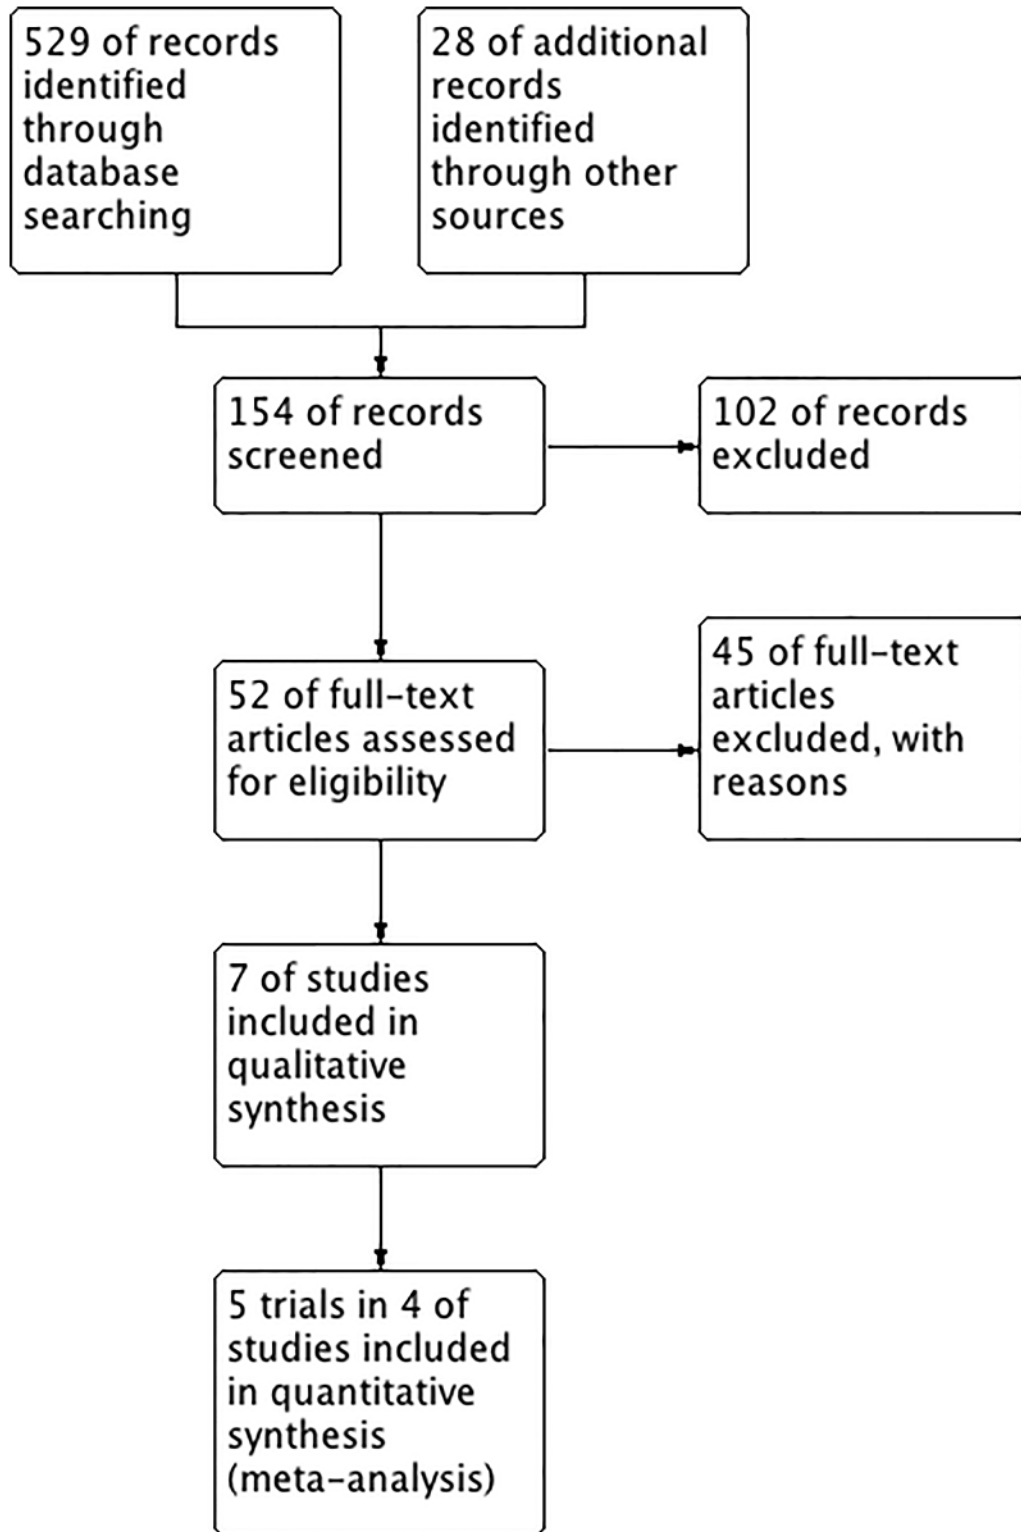 529 of records
identified
through
database
searching
28 of additional
records
identified
through other
sources
154 of records
screened
102 of records
excluded
52 of full-text
articles assessed
for eligibility
45 of full-text
articles
excluded, with
reasons
7 of studies
included in
qualitative
synthesis
5 trials in 4 of
studies included
in quantitative
synthesis
(meta-analysis)